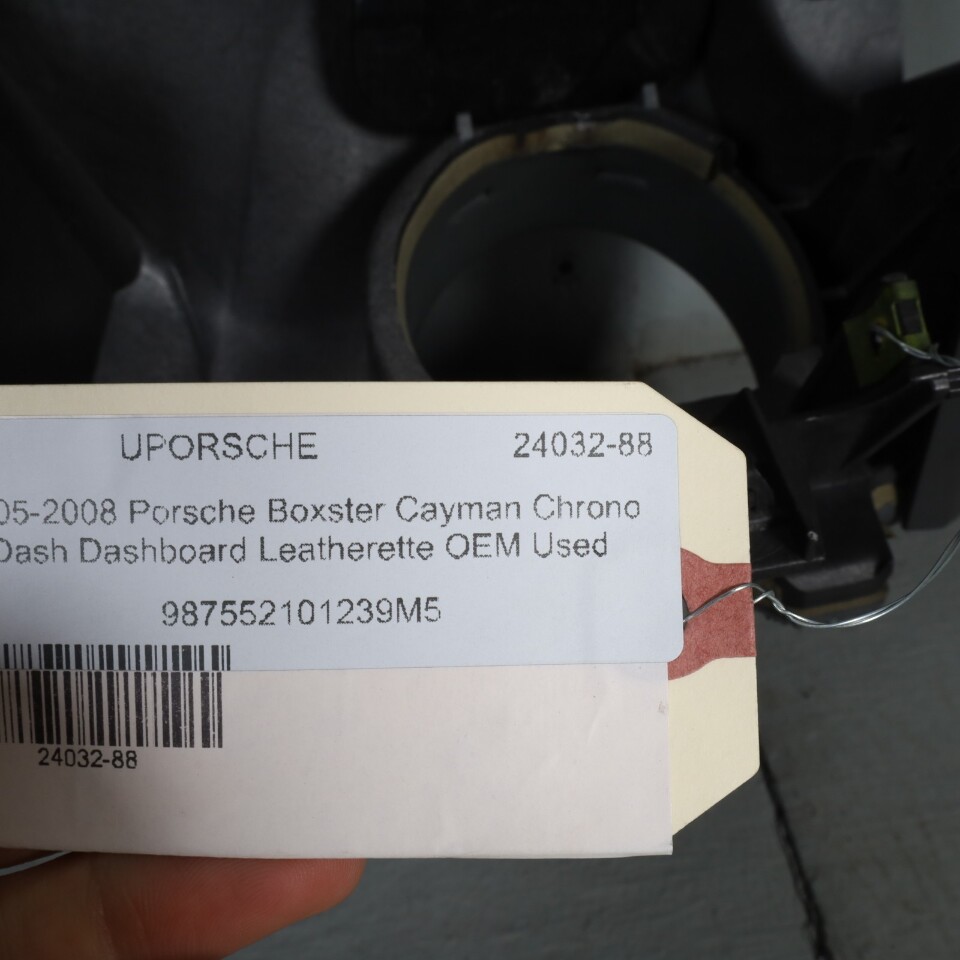 UPORSCHE 24032-88
05-2008 Porsche Boxster Cayman Chrono
Dash Dashboard Leatherette OEM Used
987552101239M5
24032-88